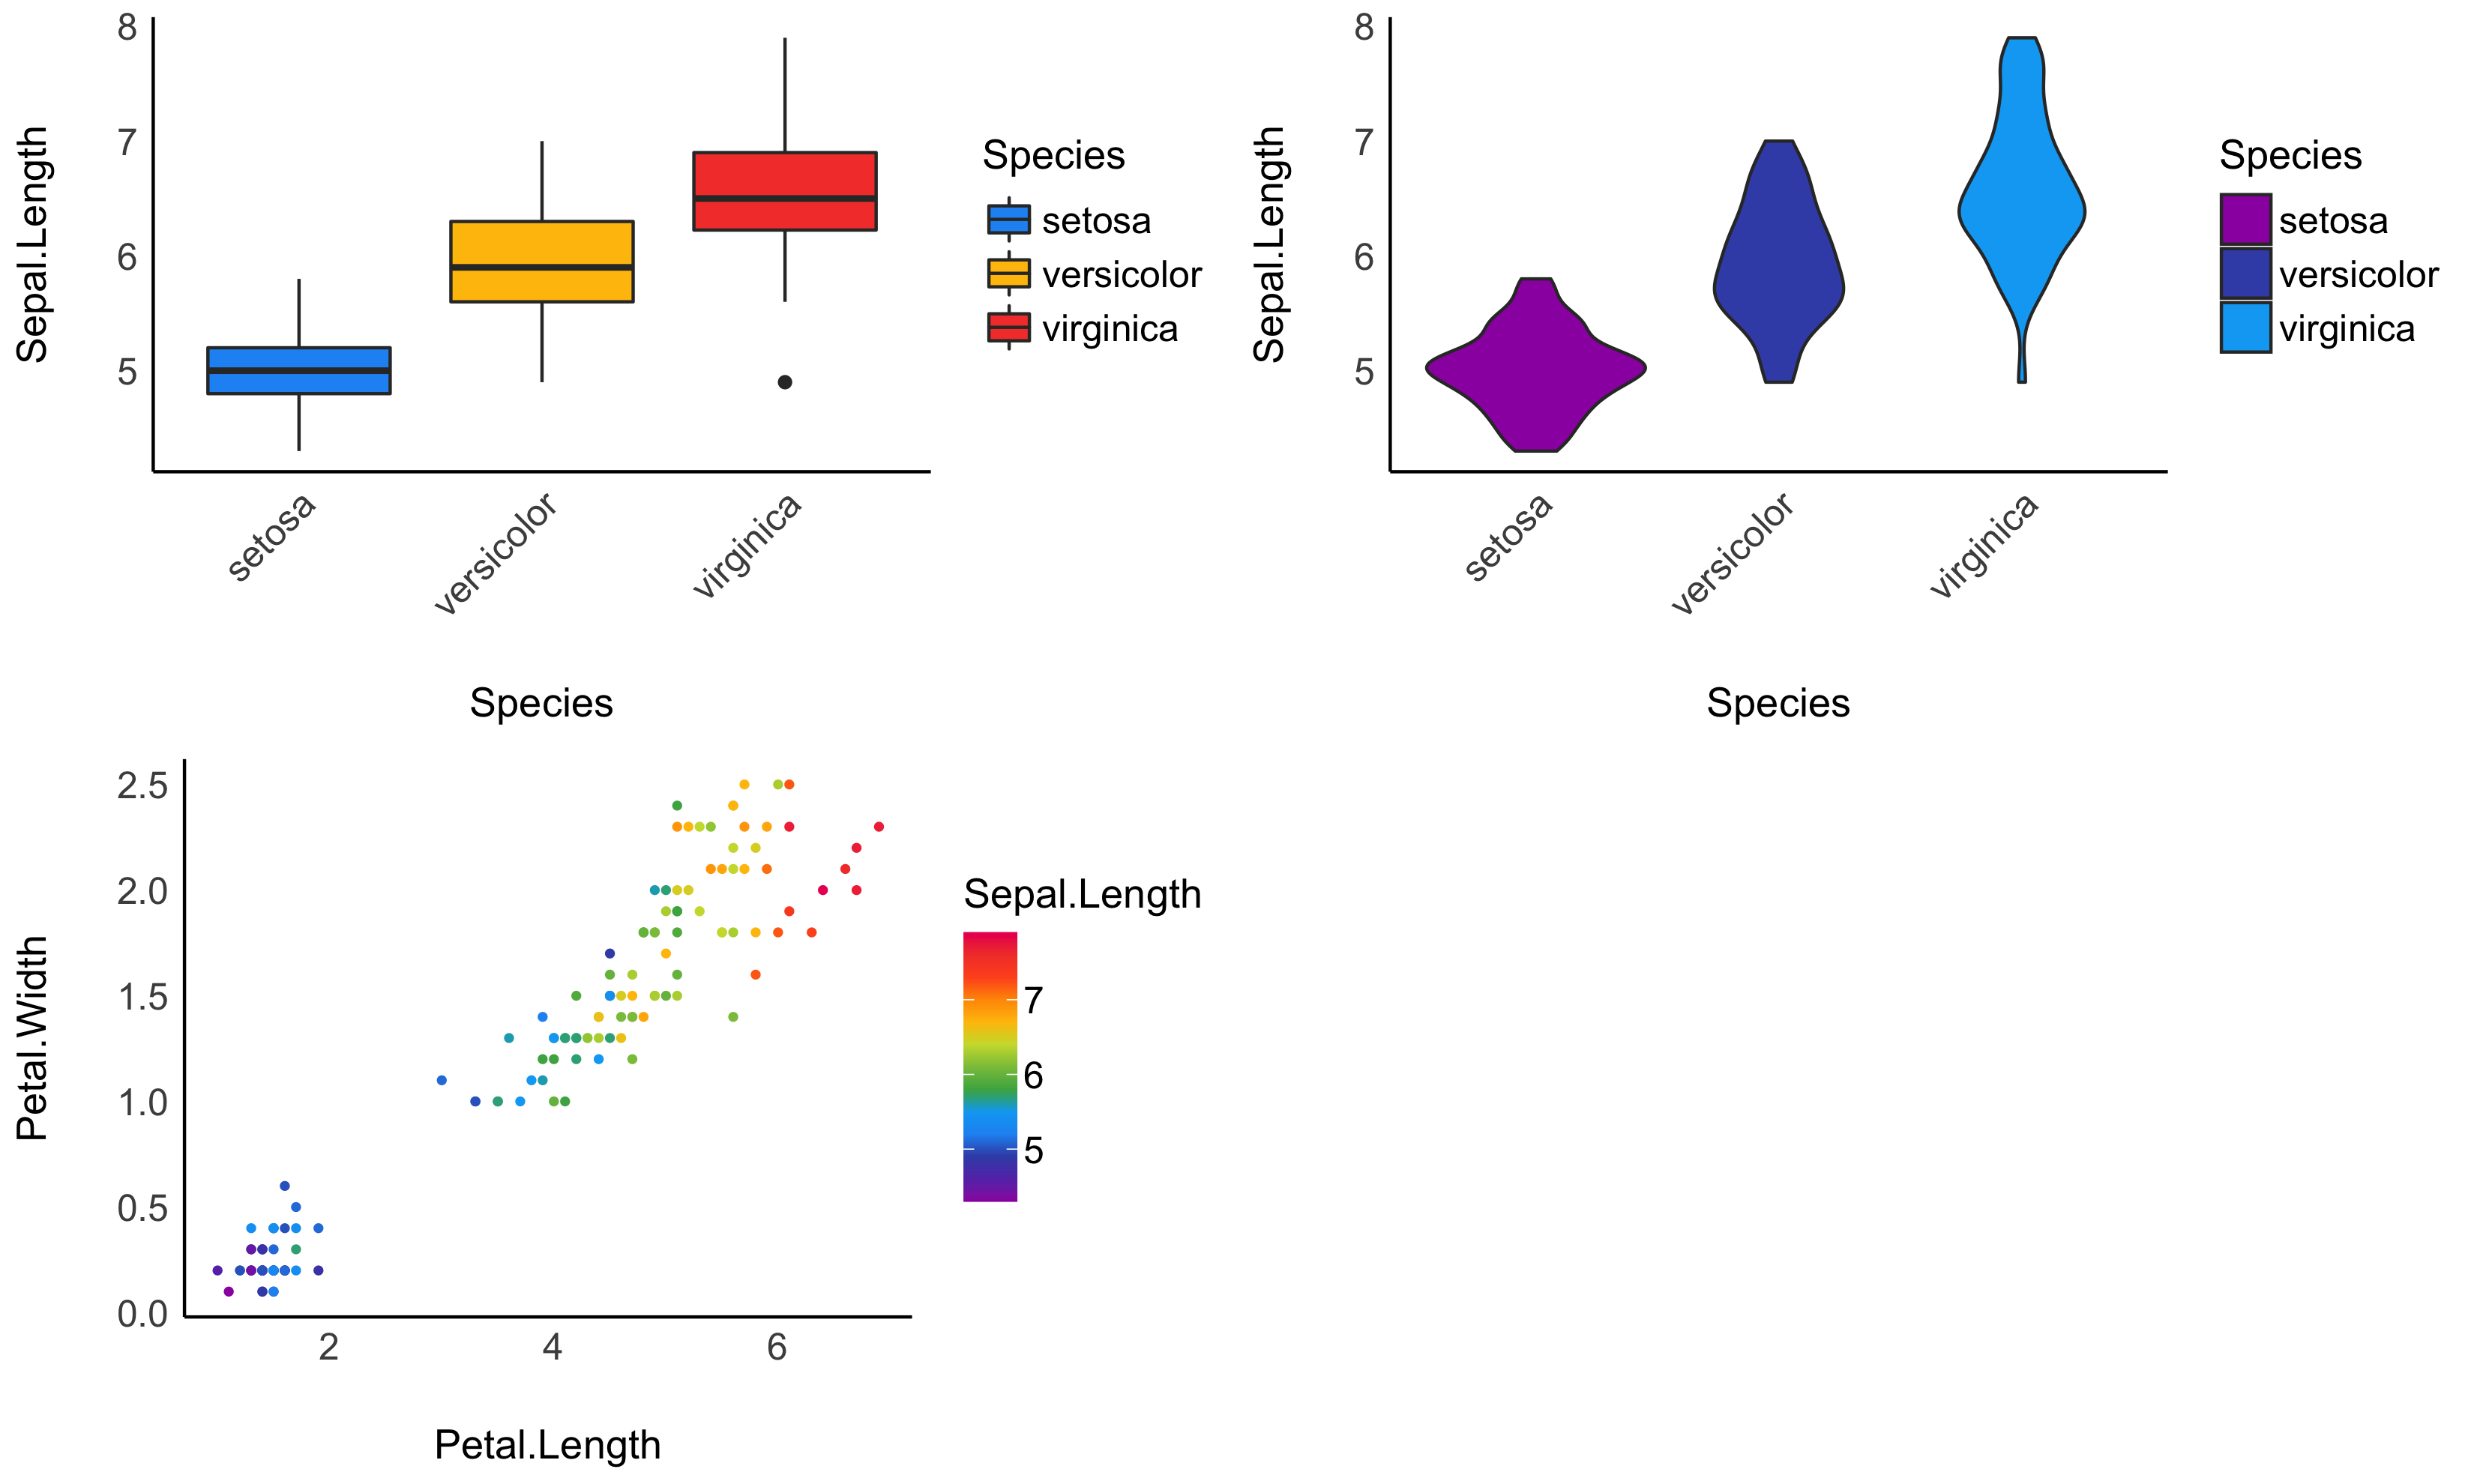 Sepal.Length
8
7
6
5
setosa
versicolor
virginica
Species
Species
setosa
versicolor
virginica
Sepal.Length
8
7
6
5
setosa
versicolor
virginica
Species
Species
setosa
versicolor
virginica
Petal.Width
2.5
2.0
1.5
1.0
0.5
0.0
2 4 6
Petal.Length
Sepal.Length
7
6
5